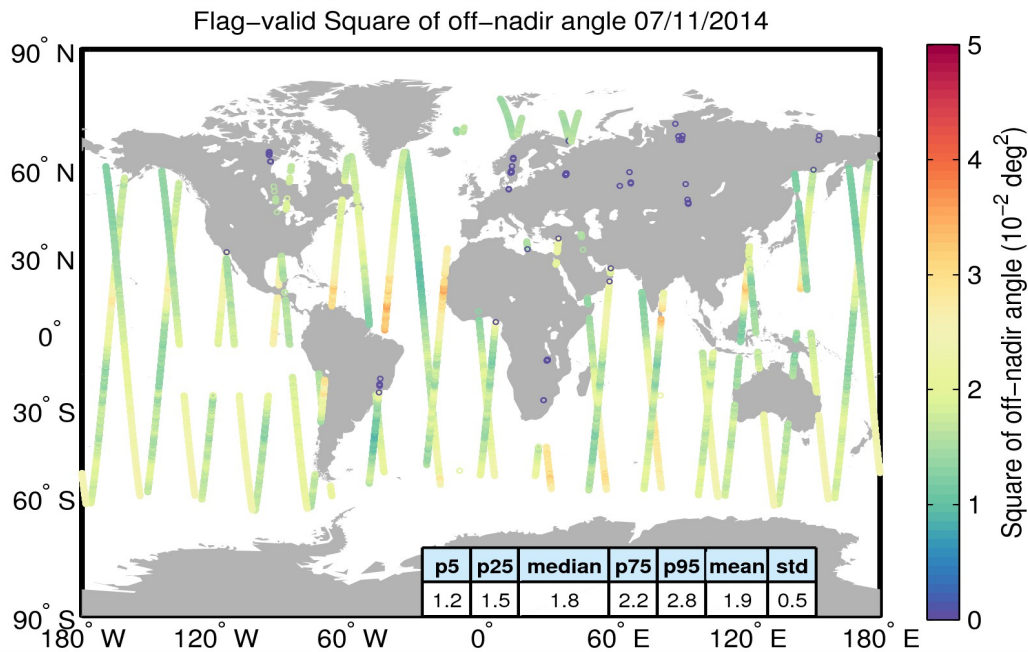 Flag−valid Square of off−nadir angle 07/11/2014
90° N
60° N
30° N
0°
30° S
60° S
90° S
180° W
120° W
60° W
0°
60° E
120° E
180° E
p5 p25 median p75 p95 mean std
1.2 1.5 1.8 2.2 2.8 1.9 0.5
5
4
3
2
1
0
Square of off−nadir angle (10⁻² deg²)